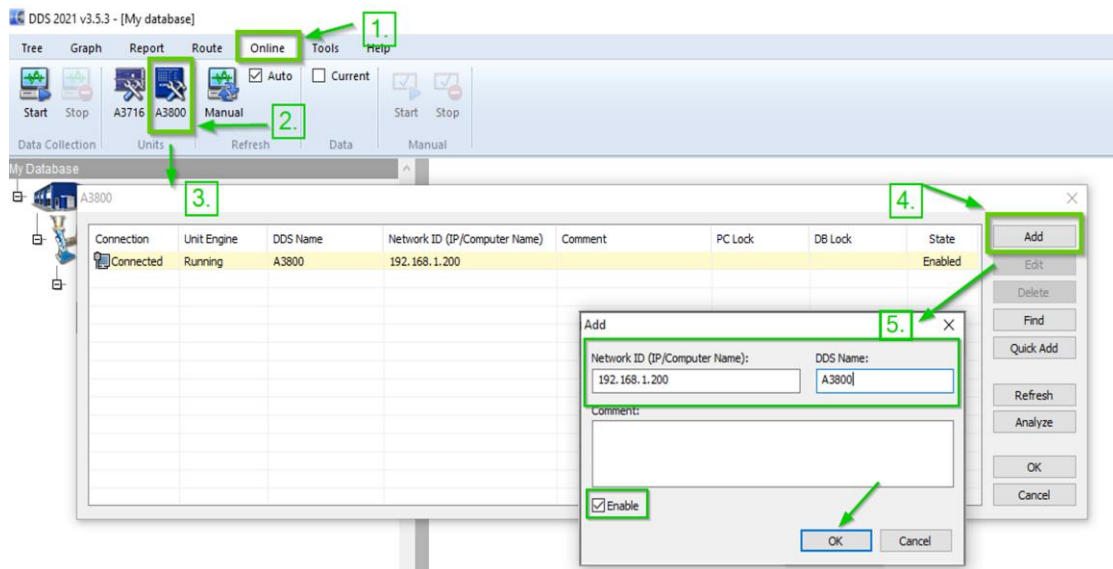 DDS 2021 v3.5.3 - [My database]
1.
Tree Graph Report Route Online Tools Help
Auto Current
Start Stop A3716 A3800 Manual Start Stop
2.
Data Collection Units Refresh Data Manual
My Database
3.
4.
A3800
Connection Unit Engine DDS Name Network ID (IP/Computer Name) Comment PC Lock DB Lock State
Connected Running A3800 192.168.1.200 Enabled
Add
Edit
Delete
Find
Quick Add
Refresh
Analyze
OK
Cancel
Add
5.
Network ID (IP/Computer Name): DDS Name:
192.168.1.200 A3800
Comment:
Enable
OK Cancel